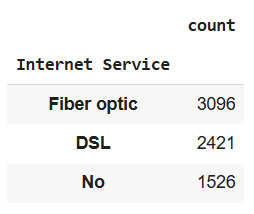 count
Internet Service
Fiber optic 3096
DSL 2421
No 1526